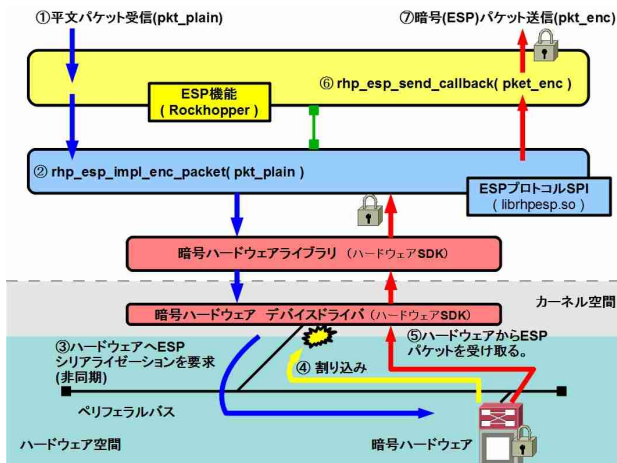 ①平文パケット受信(pkt_plain)
⑦暗号(ESP)パケット送信(pkt_enc)
⑥ rhp_esp_send_callback( pket_enc )
ESP機能
( Rockhopper )
② rhp_esp_impl_enc_packet( pkt_plain )
ESPプロトコルSPI
( librhpesp.so )
暗号ハードウェアライブラリ (ハードウェアSDK)
カーネル空間
暗号ハードウェア デバイスドライバ (ハードウェアSDK)
③ハードウェアへESP
シリアライゼーションを要求
(非同期)
④ 割り込み
⑤ハードウェアからESP
パケットを受け取る。
ペリフェラルバス
ハードウェア空間
暗号ハードウェア